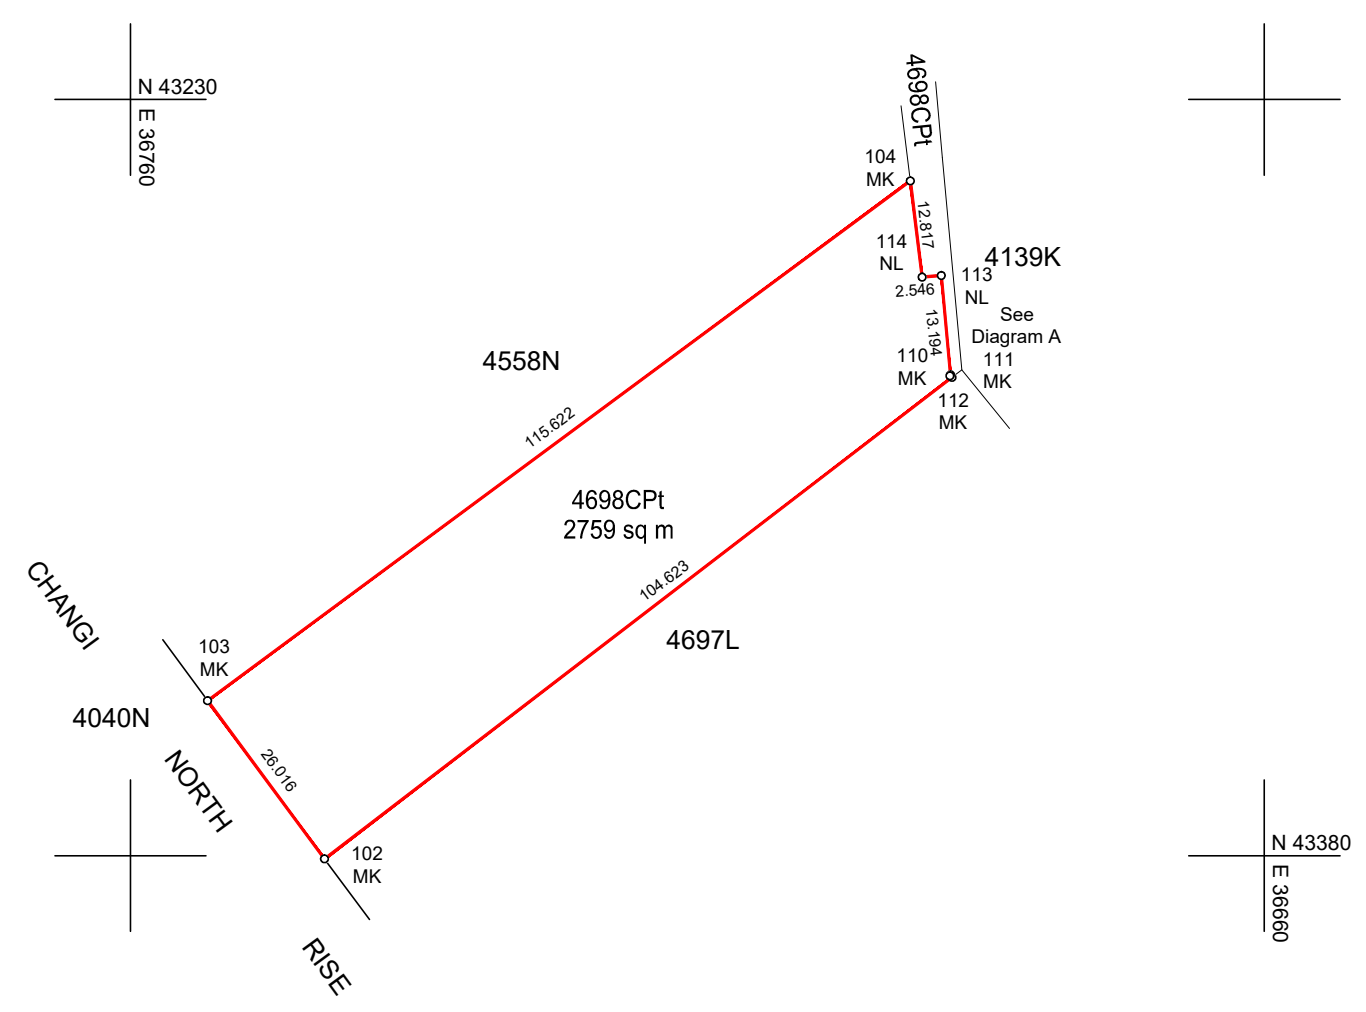 N 43230
E 36760
4698CPt
104
MK
12.817
114
NL
4139K
113
NL
2.546
See
Diagram A
13.194
110
MK
111
MK
112
MK
4558N
115.622
4698CPt
2759 sq m
104.623
4697L
CHANGI
103
MK
4040N
26.016
NORTH
102
MK
N 43380
E 36660
RISE